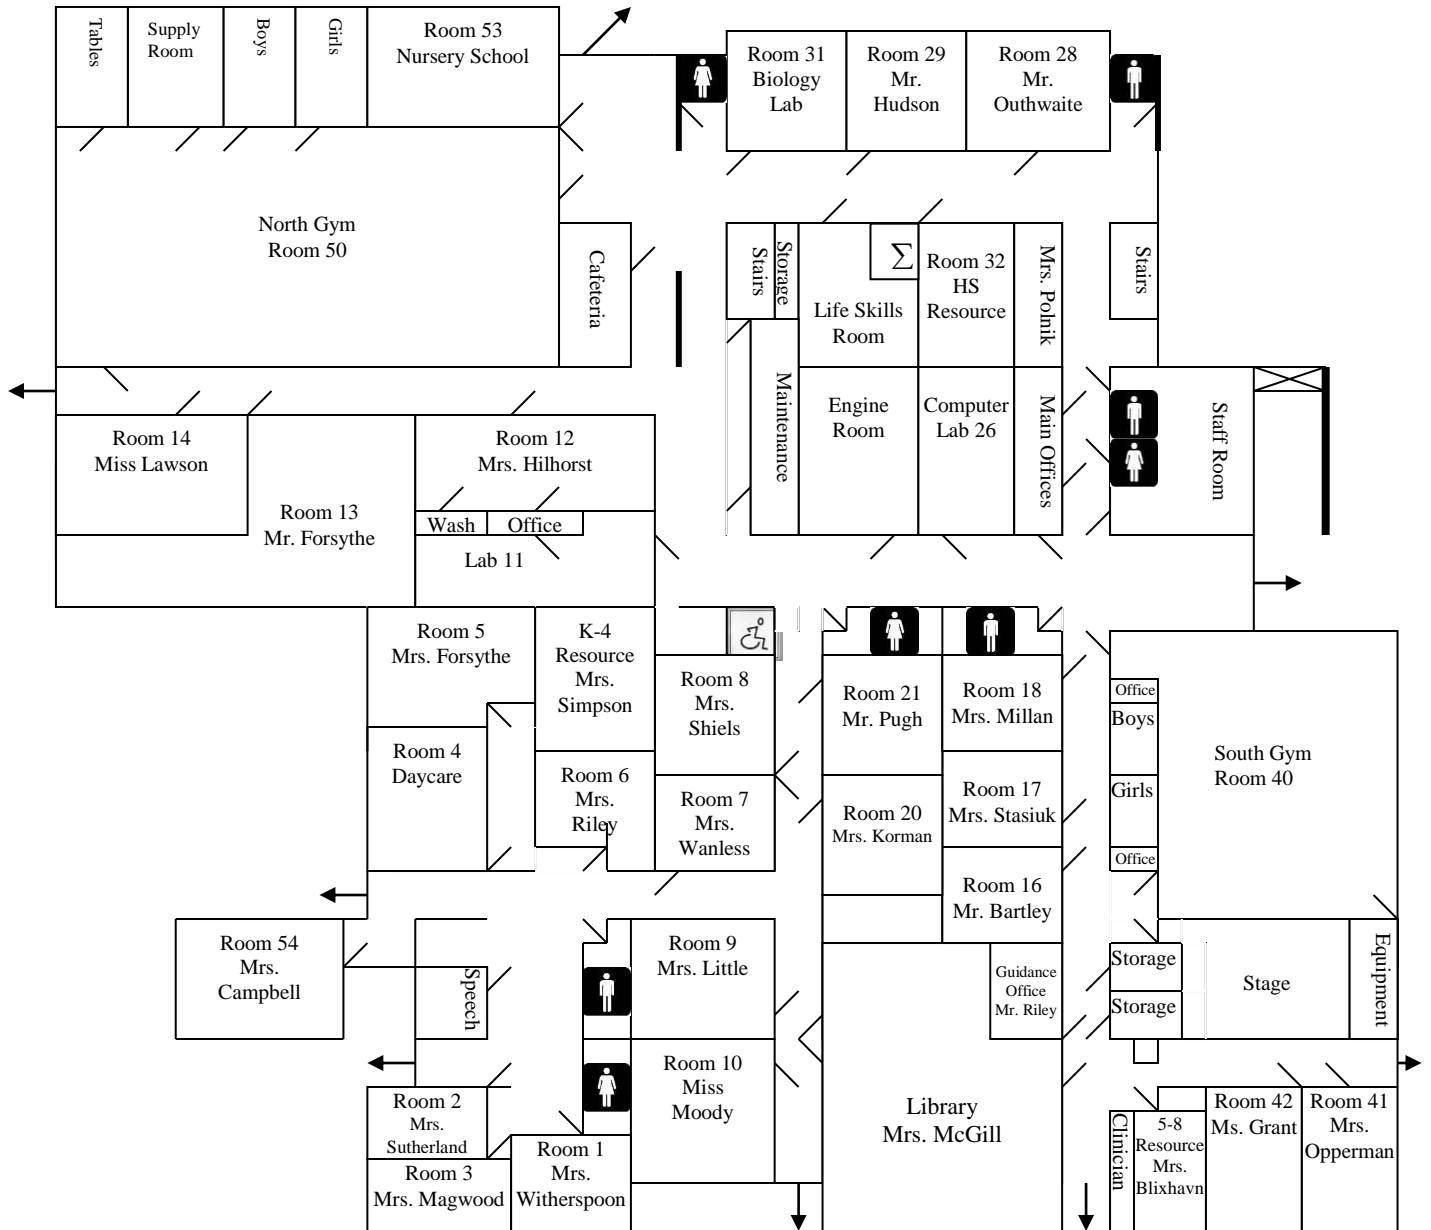 Tables
Supply
Room
Boys
Girls
Room 53
Nursery School
Room 31
Biology
Lab
Room 29
Mr.
Hudson
Room 28
Mr.
Outhwaite
North Gym
Room 50
Cafeteria
Stairs
Storage
Σ
Life Skills
Room
Room 32
HS
Resource
Mrs. Polnik
Stairs
Maintenance
Engine
Room
Computer
Lab 26
Main Offices
Staff Room
Room 14
Miss Lawson
Room 13
Mr. Forsythe
Room 12
Mrs. Hilhorst
Wash
Office
Lab 11
Room 5
Mrs. Forsythe
K-4
Resource
Mrs.
Simpson
Room 8
Mrs.
Shiels
Room 21
Mr. Pugh
Room 18
Mrs. Millan
Office
Boys
Girls
Office
South Gym
Room 40
Room 4
Daycare
Room 6
Mrs.
Riley
Room 7
Mrs.
Wanless
Room 20
Mrs. Korman
Room 17
Mrs. Stasiuk
Room 16
Mr. Bartley
Room 54
Mrs.
Campbell
Speech
Room 9
Mrs. Little
Guidance
Office
Mr. Riley
Storage
Storage
Stage
Equipment
Room 10
Miss
Moody
Library
Mrs. McGill
Room 2
Mrs.
Sutherland
Room 3
Mrs. Magwood
Room 1
Mrs.
Witherspoon
Clinician
5-8
Resource
Mrs.
Blixhavn
Room 42
Ms. Grant
Room 41
Mrs.
Opperman